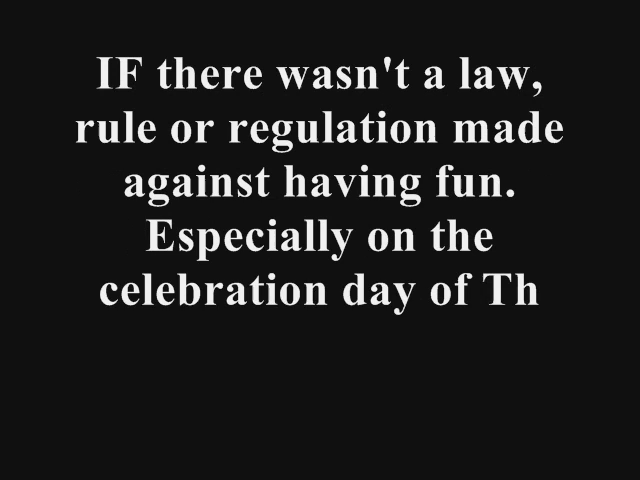 IF there wasn't a law,
rule or regulation made
against having fun.
Especially on the
celebration day of Th